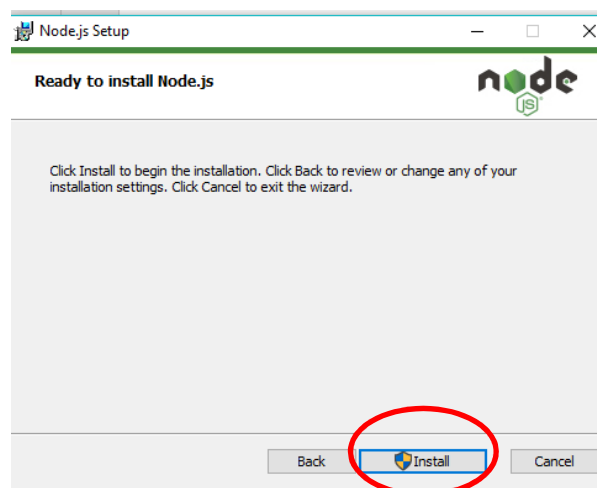 Node.js Setup
Ready to install Node.js
node
JS
Click Install to begin the installation. Click Back to review or change any of your
installation settings. Click Cancel to exit the wizard.
Back
Install
Cancel